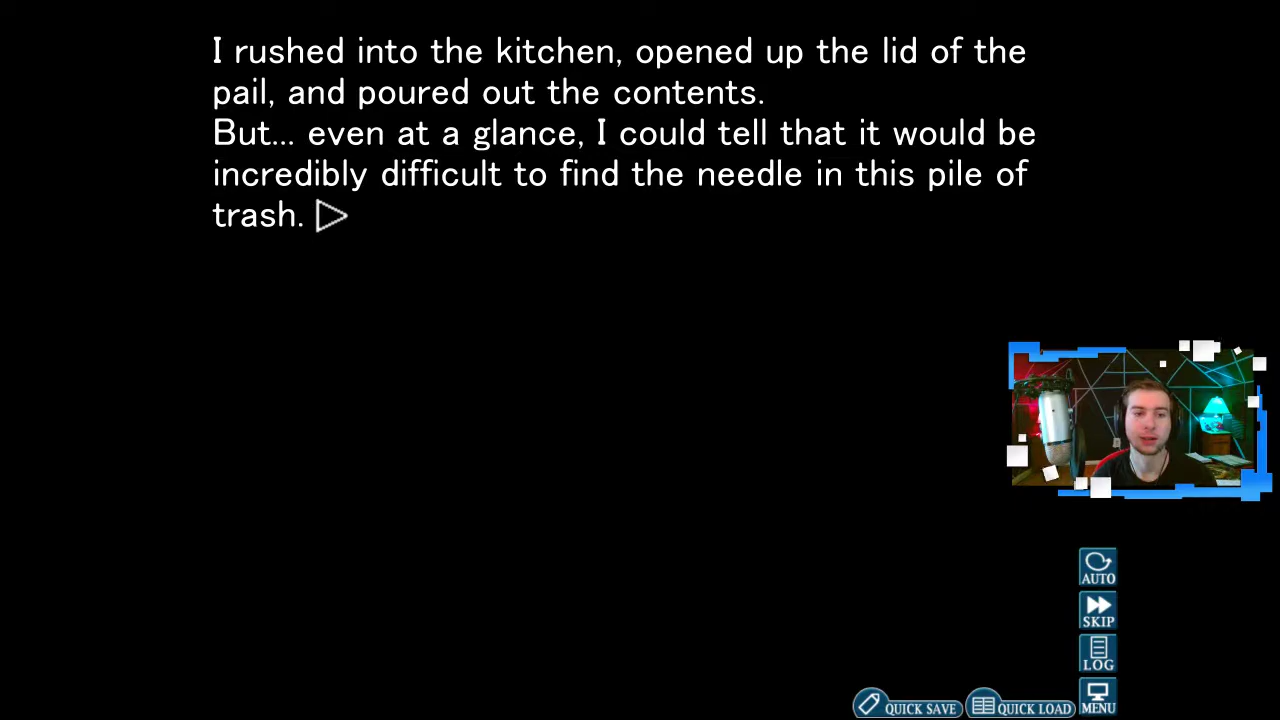 I rushed into the kitchen, opened up the lid of the
pail, and poured out the contents.
But... even at a glance, I could tell that it would be
incredibly difficult to find the needle in this pile of
trash.
AUTO
SKIP
LOG
MENU
QUICK SAVE
QUICK LOAD